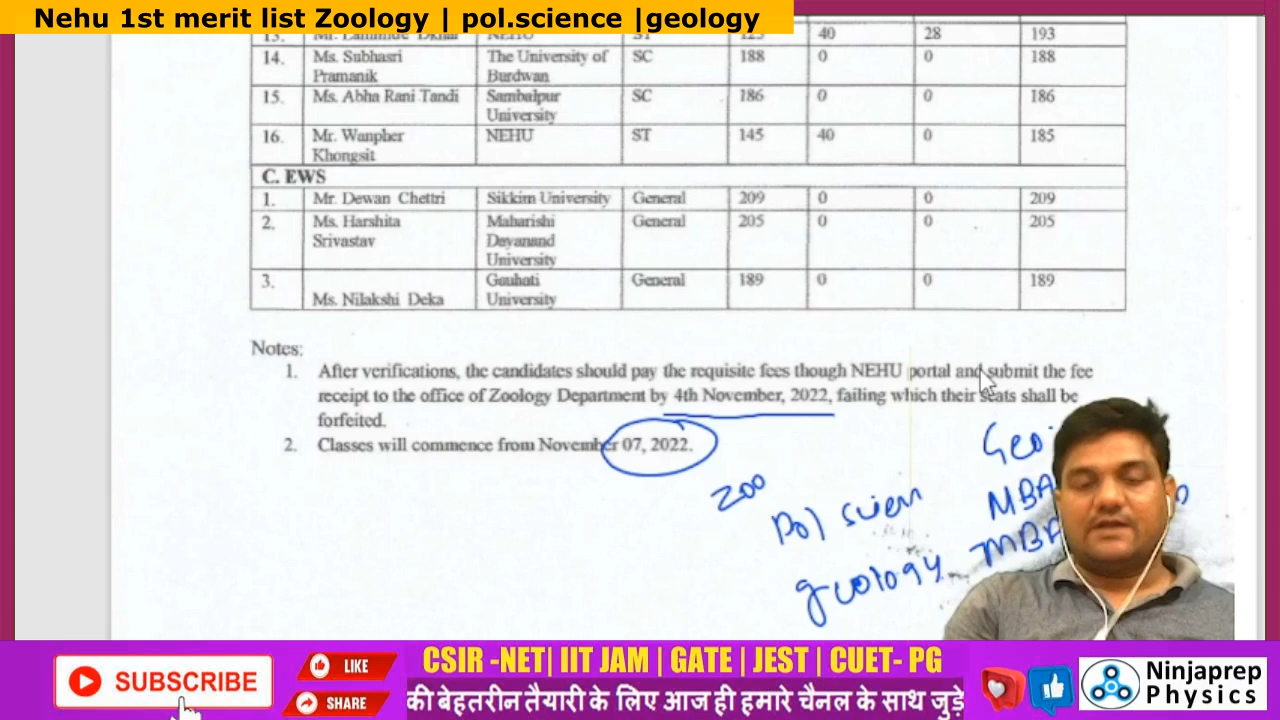 Nehu 1st merit list Zoology | pol.science |geology
13. NEHU ST 125 40 28 193
14. Ms. Subhasri The University of SC 188 0 0 188
Pramanik Burdwan
15. Ms. Abha Rani Tandi Sambalpur SC 186 0 0 186
University
16. Mr. Wanpher NEHU ST 145 40 0 185
Khongsit
C. EWS
1. Mr. Dewan Chettri Sikkim University General 209 0 0 209
2. Ms. Harshita Maharishi General 205 0 0 205
Srivastav Dayanand
University
3. Gauhati General 189 0 0 189
Ms. Nilakshi Deka University
Notes:
1. After verifications, the candidates should pay the requisite fees though NEHU portal and submit the fee
receipt to the office of Zoology Department by 4th November, 2022, failing which their seats shall be
forfeited.
2. Classes will commence from November 07, 2022.
Zoo
Pol scien
geology
MBA
SUBSCRIBE
LIKE
SHARE
CSIR -NET| IIT JAM | GATE | JEST | CUET- PG
की बेहतरीन तैयारी के लिए आज ही हमारे चैनल के साथ जुड़े
Ninjaprep
Physics